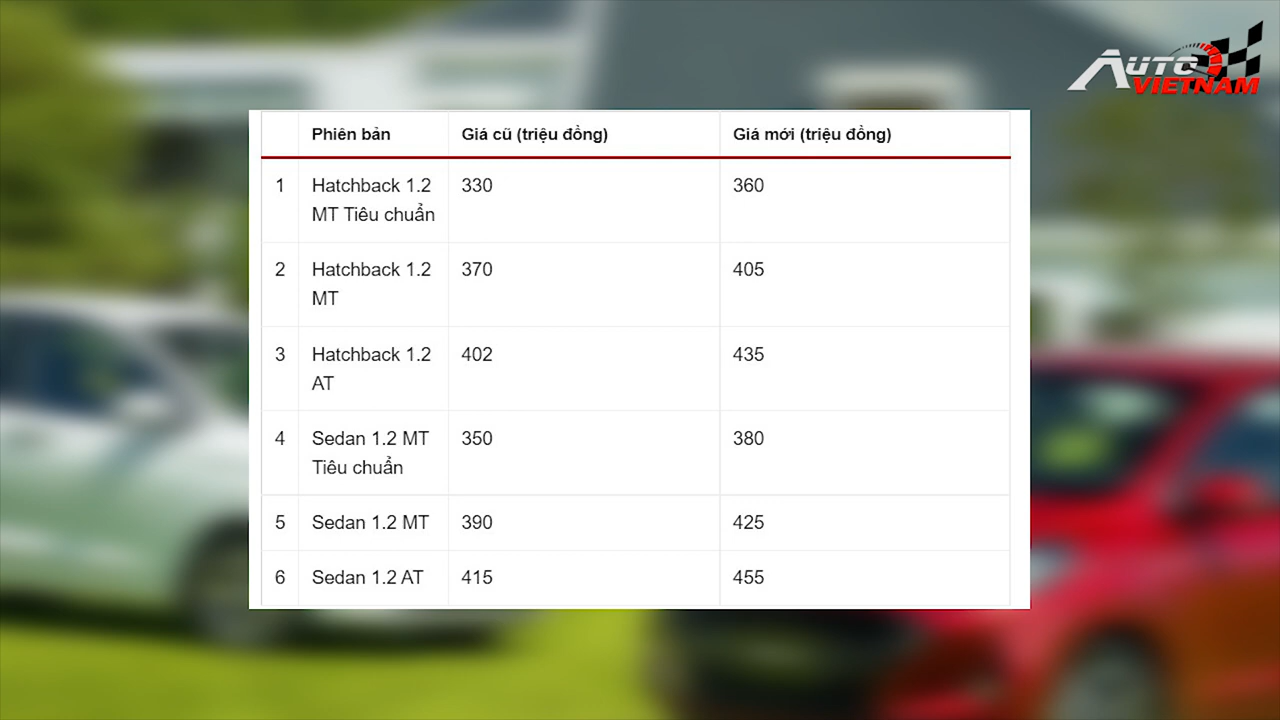 AUTO
VIETNAM
Phiên bản Giá cũ (triệu đồng) Giá mới (triệu đồng)
1 Hatchback 1.2 330 360
MT Tiêu chuẩn
2 Hatchback 1.2 370 405
MT
3 Hatchback 1.2 402 435
AT
4 Sedan 1.2 MT 350 380
Tiêu chuẩn
5 Sedan 1.2 MT 390 425
6 Sedan 1.2 AT 415 455